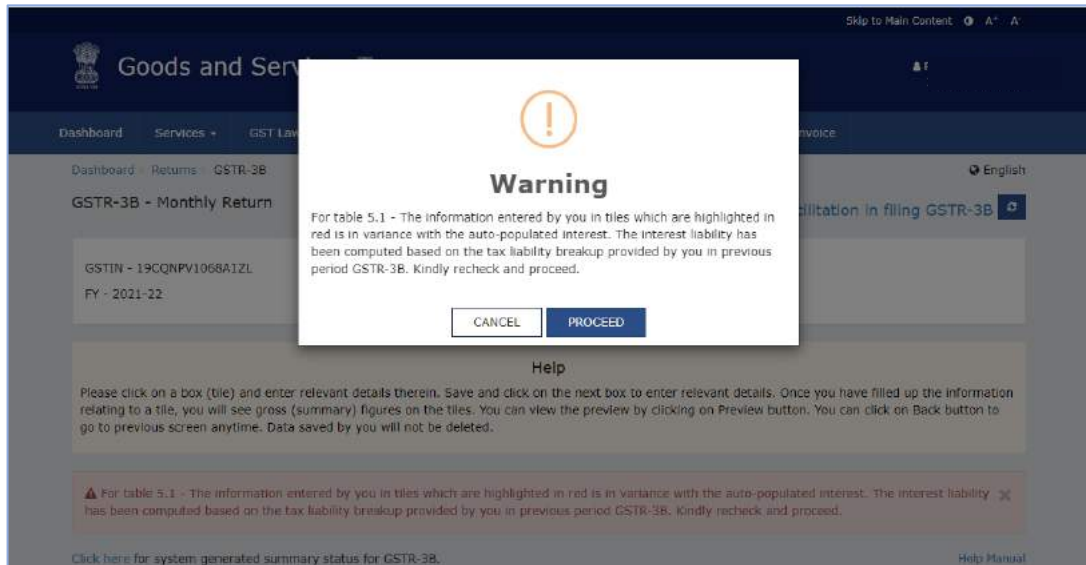 Skip to Main Content A+ A-
Goods and Ser
Dashboard Services GST Law nvoice
Dashboard Returns GSTR-3B English
GSTR-3B - Monthly Return
ilitation in filing GSTR-3B
Warning
For table 5.1 - The information entered by you in tiles which are highlighted in
red is in variance with the auto-populated interest. The interest liability has
been computed based on the tax liability breakup provided by you in previous
period GSTR-3B. Kindly recheck and proceed.
CANCEL PROCEED
GSTIN - 19CQNPV1068A1ZL
FY - 2021-22
Help
Please click on a box (tile) and enter relevant details therein. Save and click on the next box to enter relevant details. Once you have filled up the information
relating to a tile, you will see gross (summary) figures on the tiles. You can view the preview by clicking on Preview button. You can click on Back button to
go to previous screen anytime. Data saved by you will not be deleted.
For table 5.1 - The information entered by you in tiles which are highlighted in red is in variance with the auto-populated interest. The interest liability
has been computed based on the tax liability breakup provided by you in previous period GSTR-3B. Kindly recheck and proceed.
Click here for system generated summary status for GSTR-3B. Help Manual